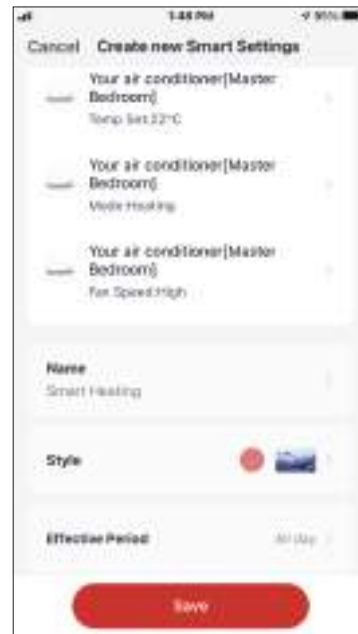 1:48 PM
Cancel Create new Smart Settings
Your air conditioner[Master
Bedroom]
Temp Set:22°C
Your air conditioner[Master
Bedroom]
Mode:Heating
Your air conditioner[Master
Bedroom]
Fan Speed:High
Name
Smart Heating
Style
Effective Period All day
Save